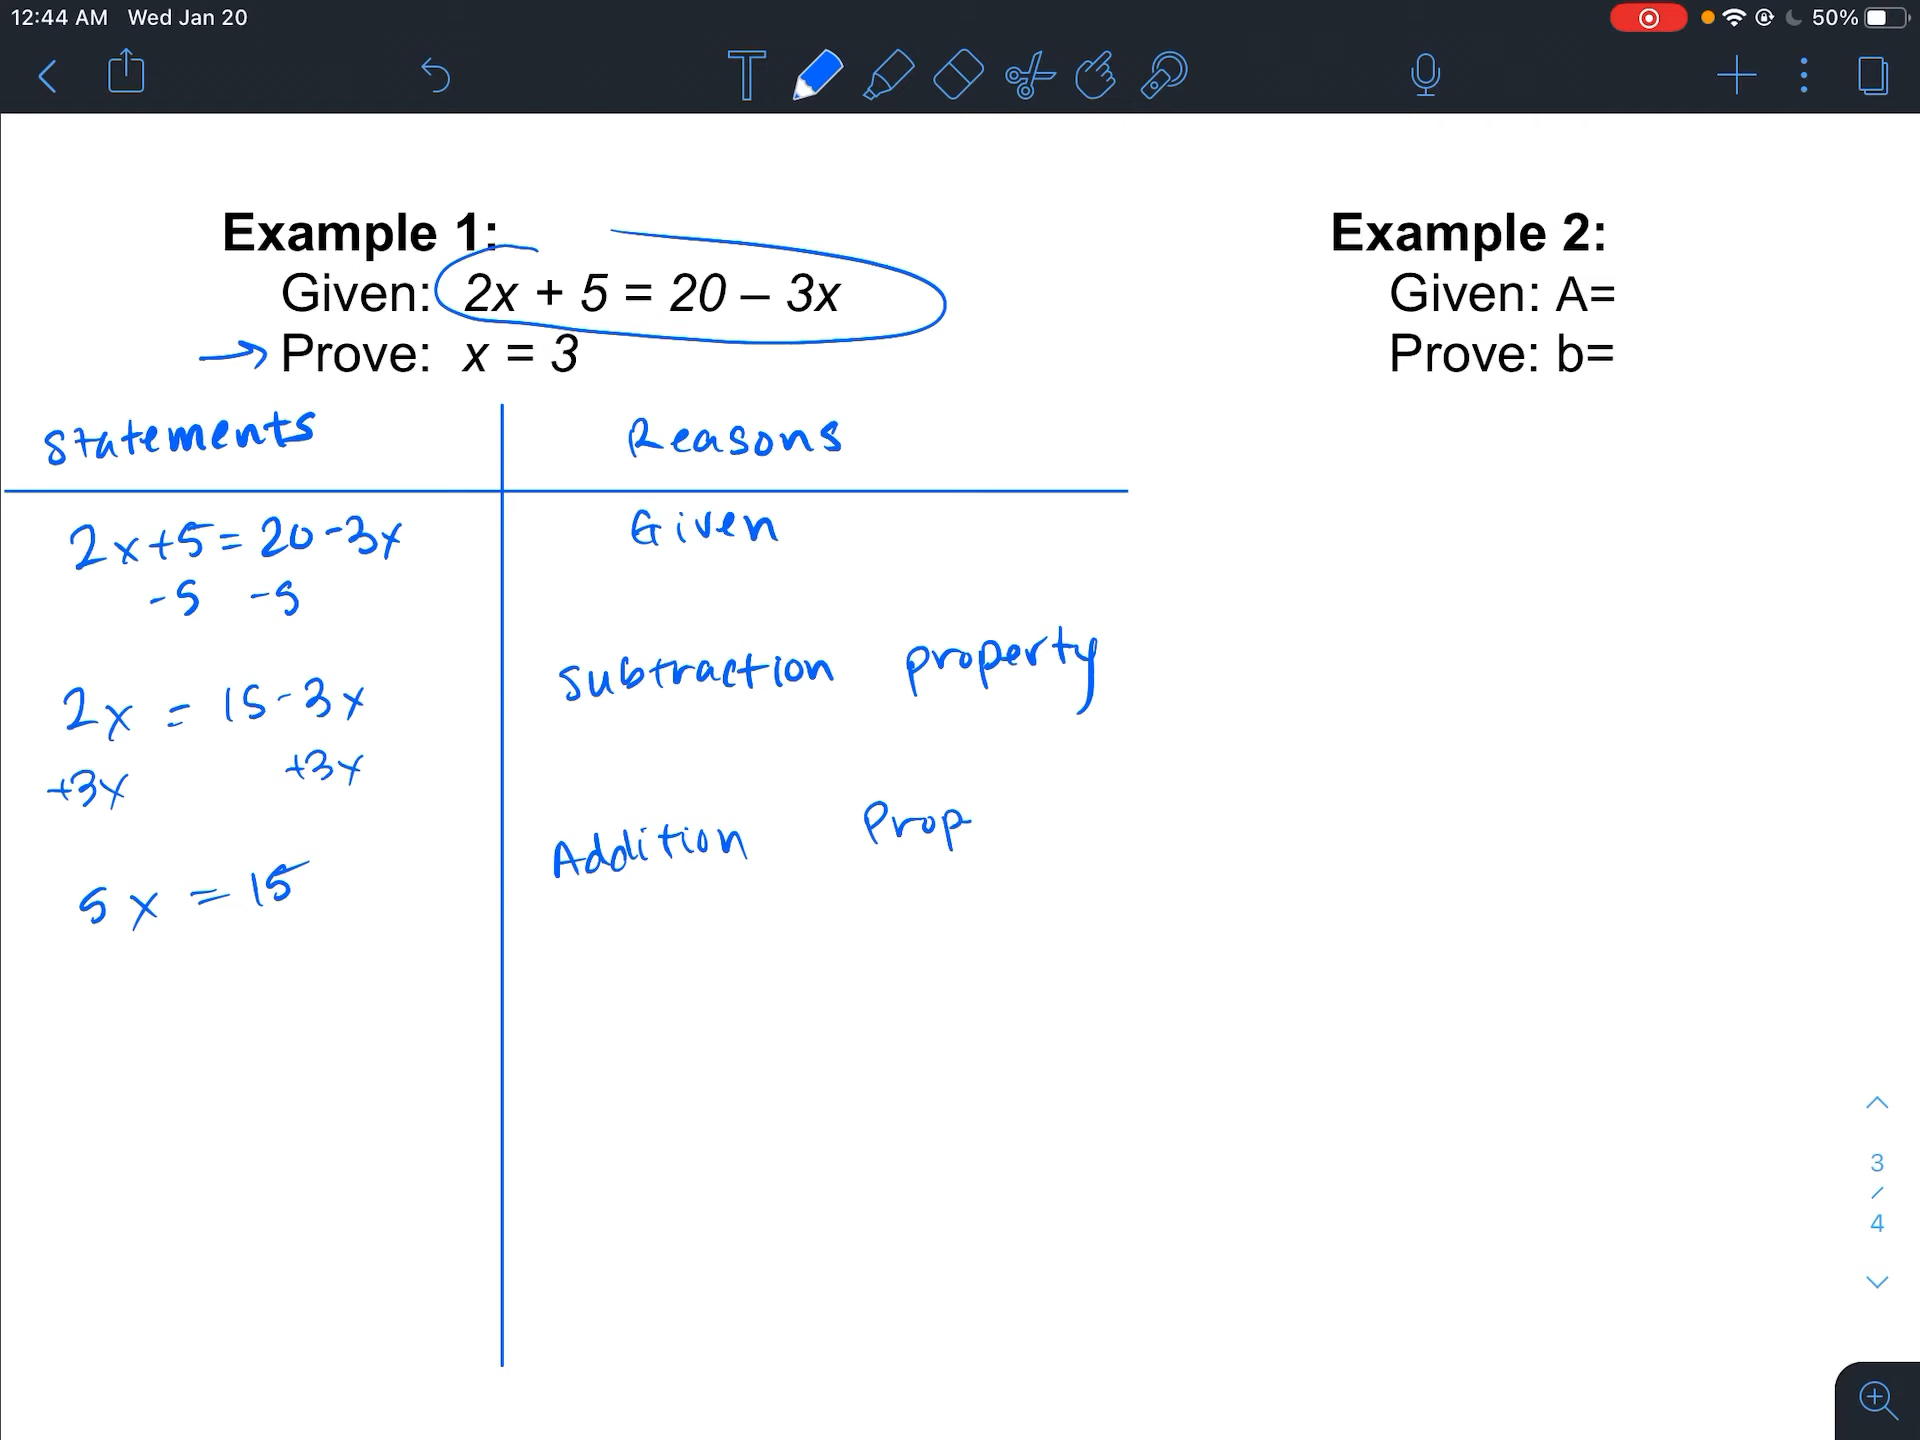 12:44 AM Wed Jan 20
50%
T
Example 1:
Given: 2x + 5 = 20 – 3x
Prove: x = 3
Example 2:
Given: A=
Prove: b=
Statements Reasons
2x+5=20-3x Given
-5 -5
2x = 15-3x Subtraction property
+3x +3x
5x = 15 Addition Prop
3
/
4